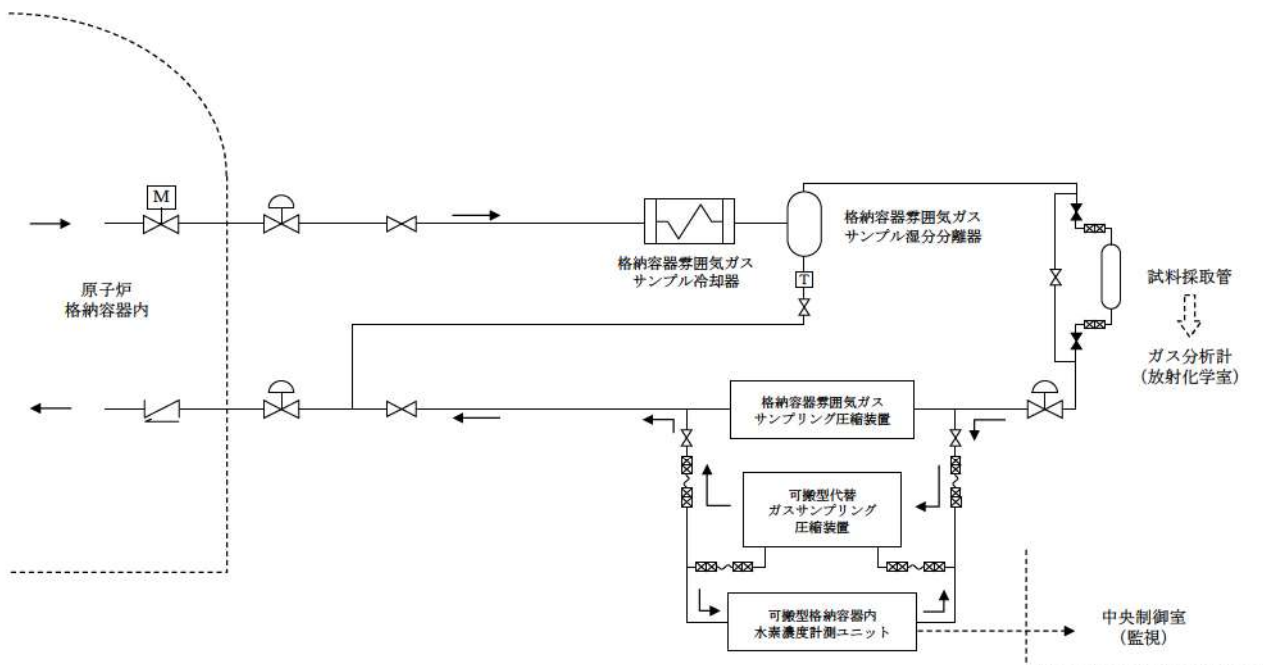 M
格納容器雰囲気ガス
サンプル冷却器
格納容器雰囲気ガス
サンプル湿分分離器
T
原子炉
格納容器内
試料採取管
ガス分析計
（放射化学室）
格納容器雰囲気ガス
サンプリング圧縮装置
可搬型代替
ガスサンプリング
圧縮装置
可搬型格納容器内
水素濃度計測ユニット
中央制御室
（監視）